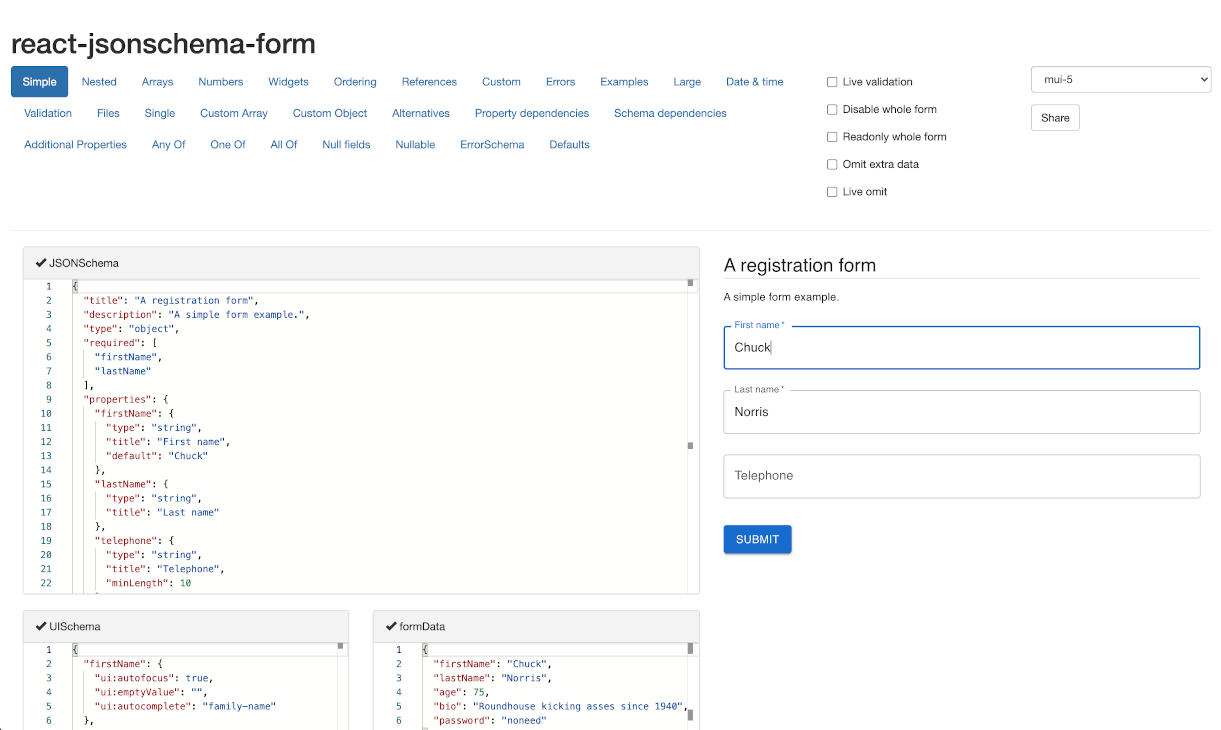 react-jsonschema-form
Simple Nested Arrays Numbers Widgets Ordering References Custom Errors Examples Large Date & time
Validation Files Single Custom Array Custom Object Alternatives Property dependencies Schema dependencies
Additional Properties Any Of One Of All Of Null fields Nullable ErrorSchema Defaults
Live validation
Disable whole form
Readonly whole form
Omit extra data
Live omit
mui-5
Share
JSONSchema
1 {
2 "title": "A registration form",
3 "description": "A simple form example.",
4 "type": "object",
5 "required": [
6 "firstName",
7 "lastName"
8 ],
9 "properties": {
10 "firstName": {
11 "type": "string",
12 "title": "First name",
13 "default": "Chuck"
14 },
15 "lastName": {
16 "type": "string",
17 "title": "Last name"
18 },
19 "telephone": {
20 "type": "string",
21 "title": "Telephone",
22 "minLength": 10
UISchema
1 {
2 "firstName": {
3 "ui:autofocus": true,
4 "ui:emptyValue": "",
5 "ui:autocomplete": "family-name"
6 },
formData
1 {
2 "firstName": "Chuck",
3 "lastName": "Norris",
4 "age": 75,
5 "bio": "Roundhouse kicking asses since 1940",
6 "password": "noneed"
A registration form
A simple form example.
First name *
Chuck
Last name *
Norris
Telephone
SUBMIT